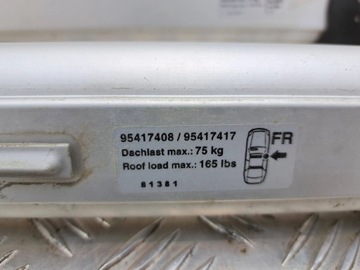 95417408 / 95417417
Dachlast max.: 75 kg
Roof load max.: 165 lbs
81381
FR